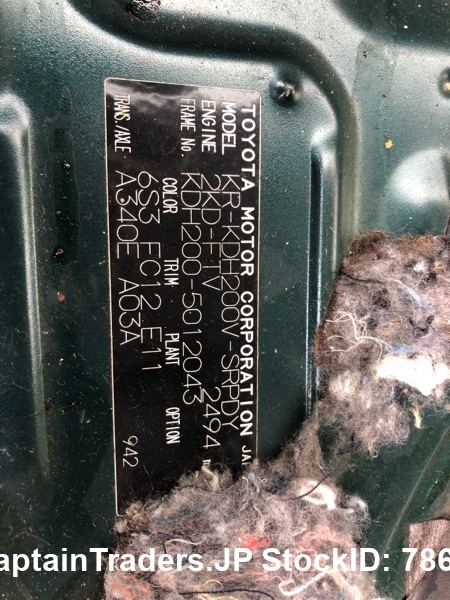 TOYOTA MOTOR CORPORATION JA
MODEL KR-KDH200V-SRPDY
ENGINE 2KD-FTV 2494
FRAME No. KDH200-5012043
COLOR TRIM PLANT OPTION
6S3 FC12 E11
TRANS./AXLE A340E A03A
942
aptainTraders.JP StockID: 786